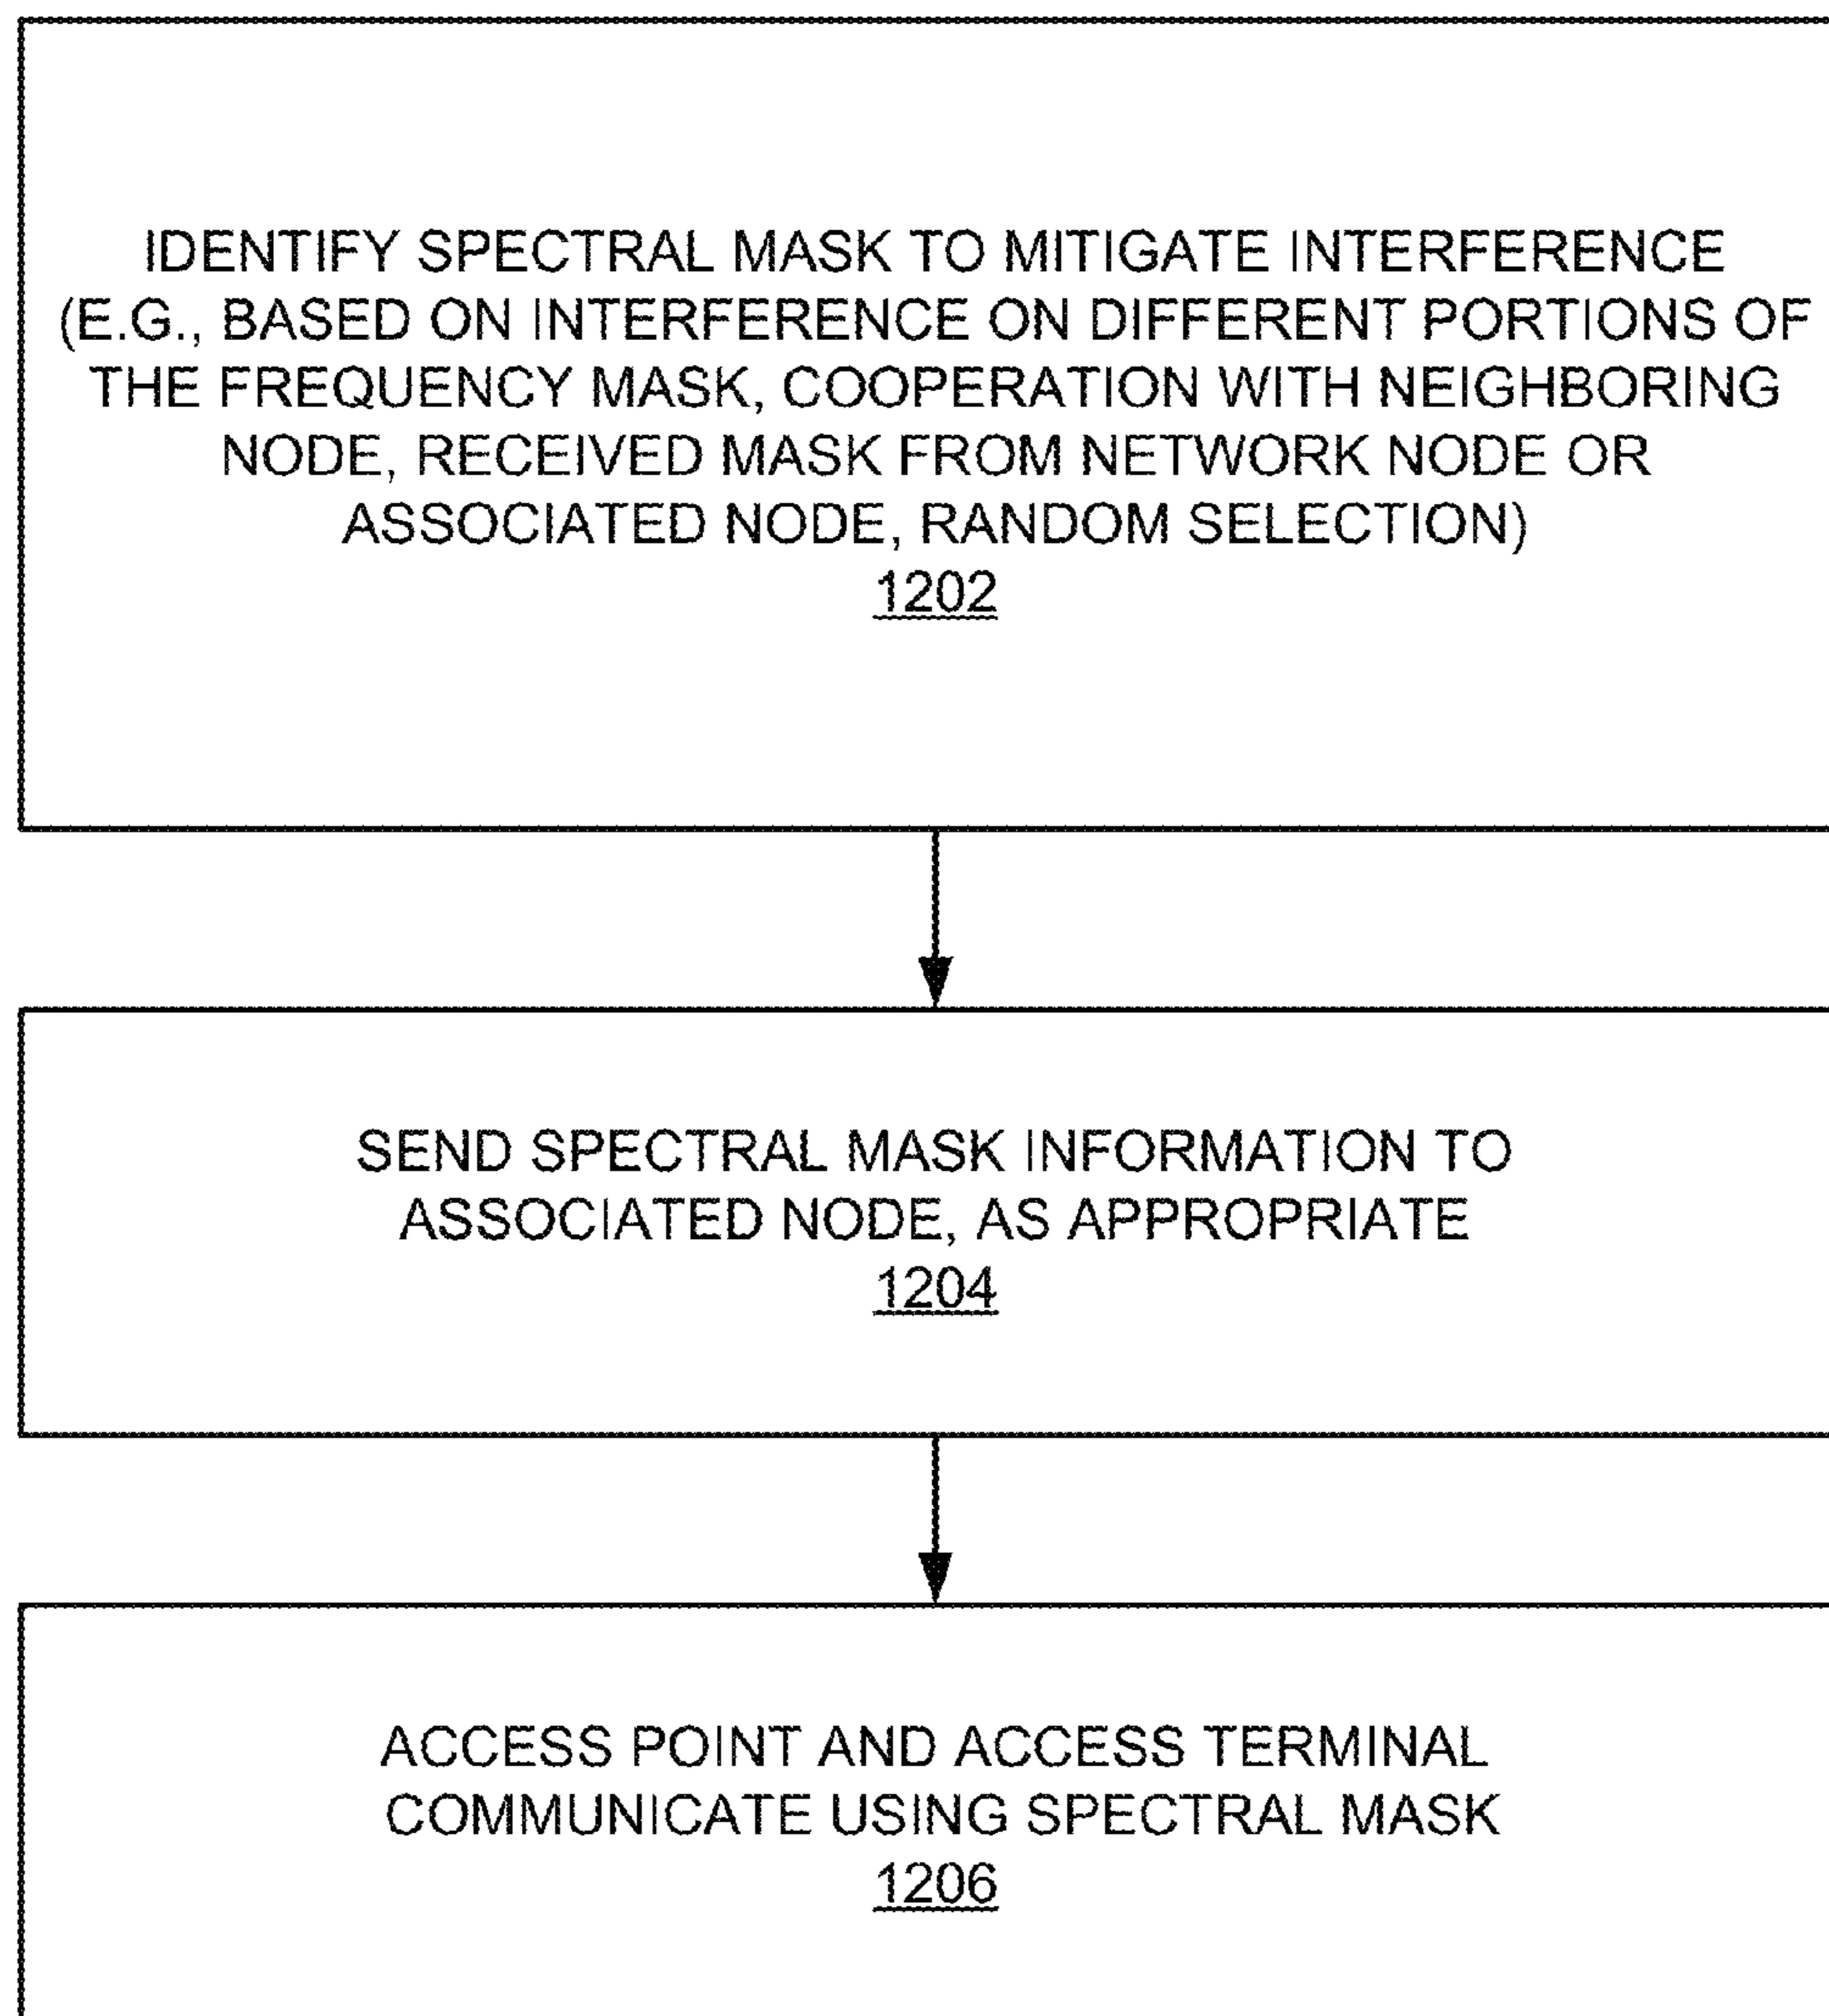 IDENTIFY SPECTRAL MASK TO MITIGATE INTERFERENCE
(E.G., BASED ON INTERFERENCE ON DIFFERENT PORTIONS OF
THE FREQUENCY MASK, COOPERATION WITH NEIGHBORING
NODE, RECEIVED MASK FROM NETWORK NODE OR
ASSOCIATED NODE, RANDOM SELECTION)
1202
SEND SPECTRAL MASK INFORMATION TO
ASSOCIATED NODE, AS APPROPRIATE
1204
ACCESS POINT AND ACCESS TERMINAL
COMMUNICATE USING SPECTRAL MASK
1206